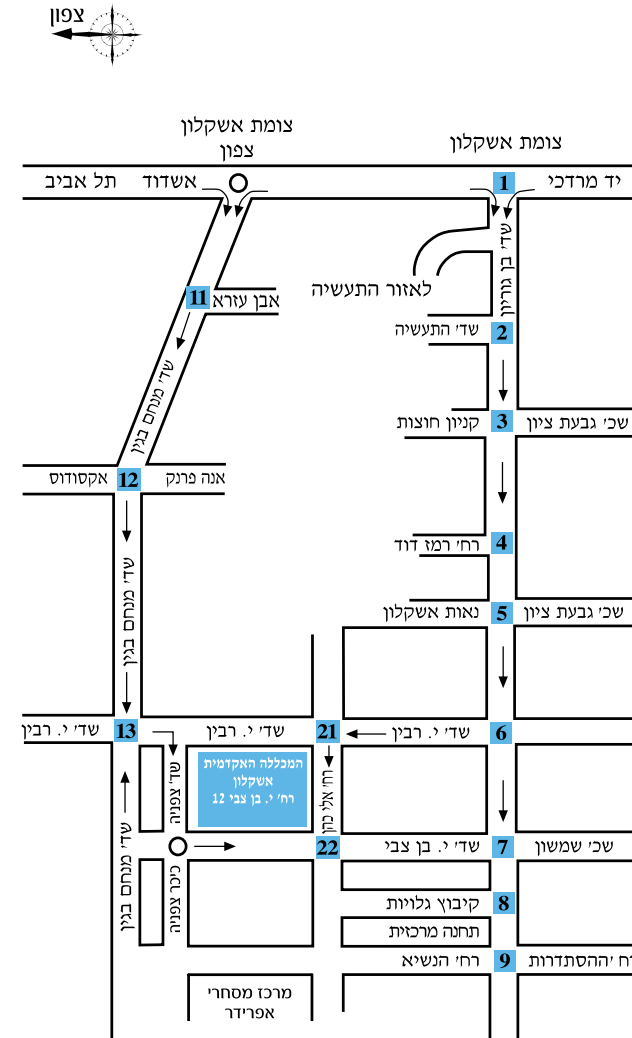 צפון
צומת אשקלון
צומת אשקלון
צפון
יד מרדכי
1
אשדוד
תל אביב
שד׳ בן גוריון
לאזור התעשיה
אבן עזרא
11
שד׳ התעשיה
2
שד׳ מנחם בגין
שכ׳ גבעת ציון
3
קניון חוצות
אנה פרנק
12
אקסודוס
רח׳ רמז דוד
4
שד׳ מנחם בגין
שכ׳ גבעת ציון
5
נאות אשקלון
6
שד׳ י. רבין
21
שד׳ י. רבין
13
שד׳ י. רבין
המכללה האקדמית
אשקלון
רח׳ י. בן צבי 12
רח׳ אלי כהן
שד׳ צפניה
שכ׳ שמשון
7
שד׳ י. בן צבי
22
שד׳ מנחם בגין
כיכר צפניה
8
קיבוץ גלויות
תחנה מרכזית
רח׳ ההסתדרות
9
רח׳ הנשיא
מרכז מסחרי
אפרידר